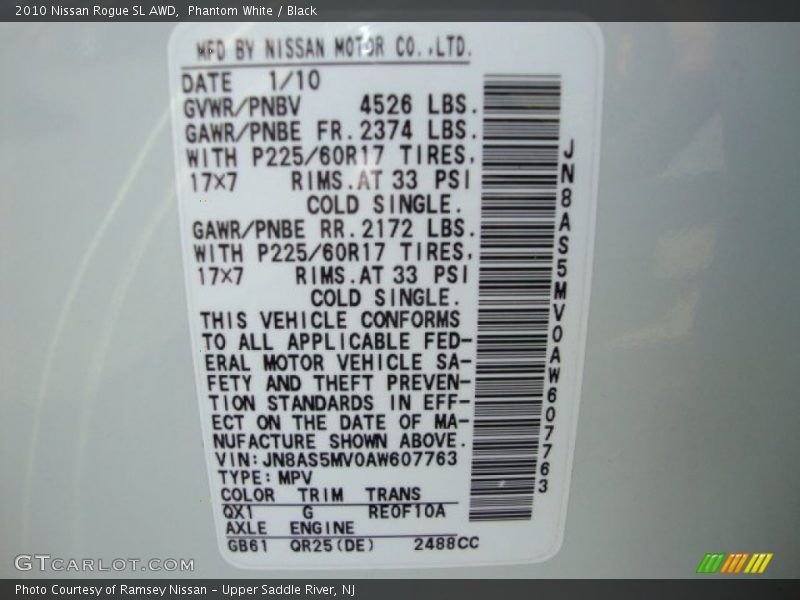 2010 Nissan Rogue SL AWD, Phantom White / Black
MFD BY NISSAN MOTOR CO.,LTD.
DATE 1/10
GVWR/PNBV 4526 LBS.
GAWR/PNBE FR.2374 LBS.
WITH P225/60R17 TIRES,
17×7 RIMS.AT 33 PSI
COLD SINGLE.
GAWR/PNBE RR.2172 LBS.
WITH P225/60R17 TIRES,
17×7 RIMS.AT 33 PSI
COLD SINGLE.
THIS VEHICLE CONFORMS
TO ALL APPLICABLE FED-
ERAL MOTOR VEHICLE SA-
FETY AND THEFT PREVEN-
TION STANDARDS IN EFF-
ECT ON THE DATE OF MA-
NUFACTURE SHOWN ABOVE.
VIN:JN8AS5MV0AW607763
TYPE:MPV
COLOR TRIM TRANS
QX1 G RE0F10A
AXLE ENGINE
GB61 QR25(DE) 2488CC
JN8AS5MV0AW607763
GTCARLOT.COM
Photo Courtesy of Ramsey Nissan – Upper Saddle River, NJ